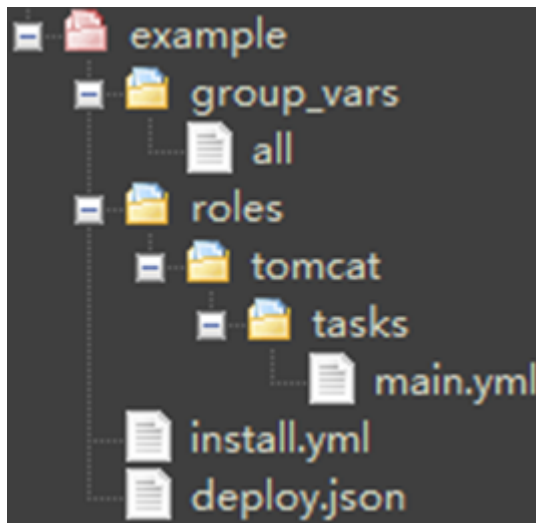 example
group_vars
all
roles
tomcat
tasks
main.yml
install.yml
deploy.json